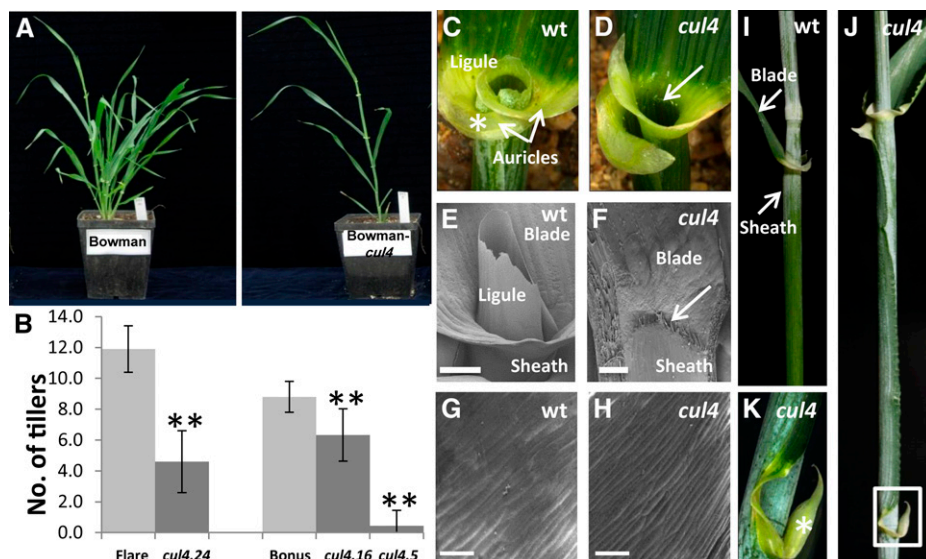 A
Bowman
Bowman-
cul4
B
No. of tillers
14.0
12.0
10.0
8.0
6.0
4.0
2.0
0.0
**
**
**
Flare
cul4.24
Bonus
cul4.16
cul4.5
C
wt
Ligule
*
Auricles
D
cul4
E
wt
Blade
Ligule
Sheath
F
cul4
Blade
Sheath
G
wt
H
cul4
I
wt
Blade
Sheath
J
cul4
K
cul4
*